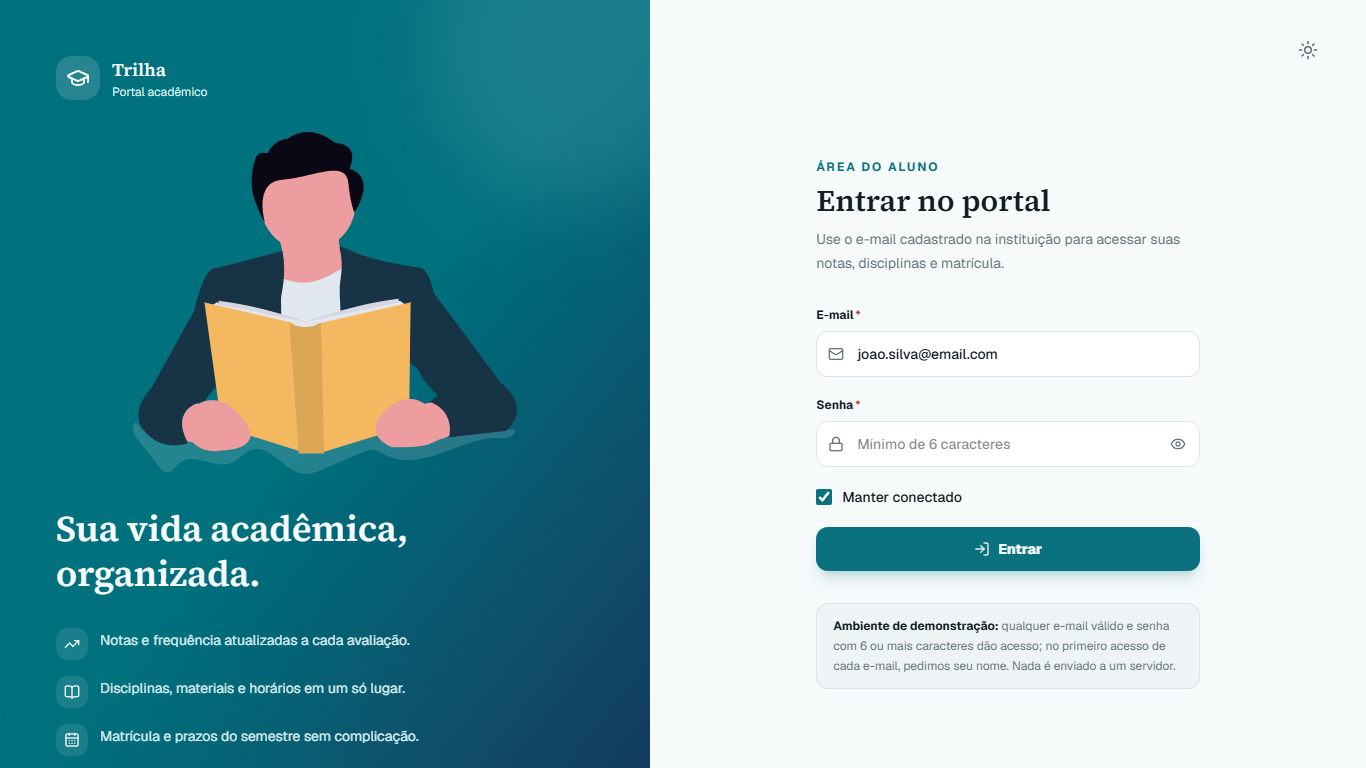 Trilha
Portal acadêmico
Sua vida acadêmica,
organizada.
Notas e frequência atualizadas a cada avaliação.
Disciplinas, materiais e horários em um só lugar.
Matrícula e prazos do semestre sem complicação.
ÁREA DO ALUNO
Entrar no portal
Use o e-mail cadastrado na instituição para acessar suas
notas, disciplinas e matrícula.
E-mail *
joao.silva@email.com
Senha *
Mínimo de 6 caracteres
Manter conectado
Entrar
Ambiente de demonstração: qualquer e-mail válido e senha
com 6 ou mais caracteres dão acesso; no primeiro acesso de
cada e-mail, pedimos seu nome. Nada é enviado a um servidor.